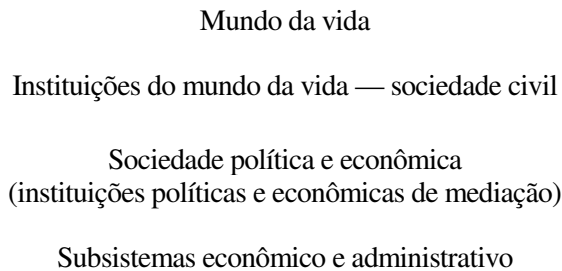 Mundo da vida
Instituições do mundo da vida — sociedade civil
Sociedade política e econômica
(instituições políticas e econômicas de mediação)
Subsistemas econômico e administrativo